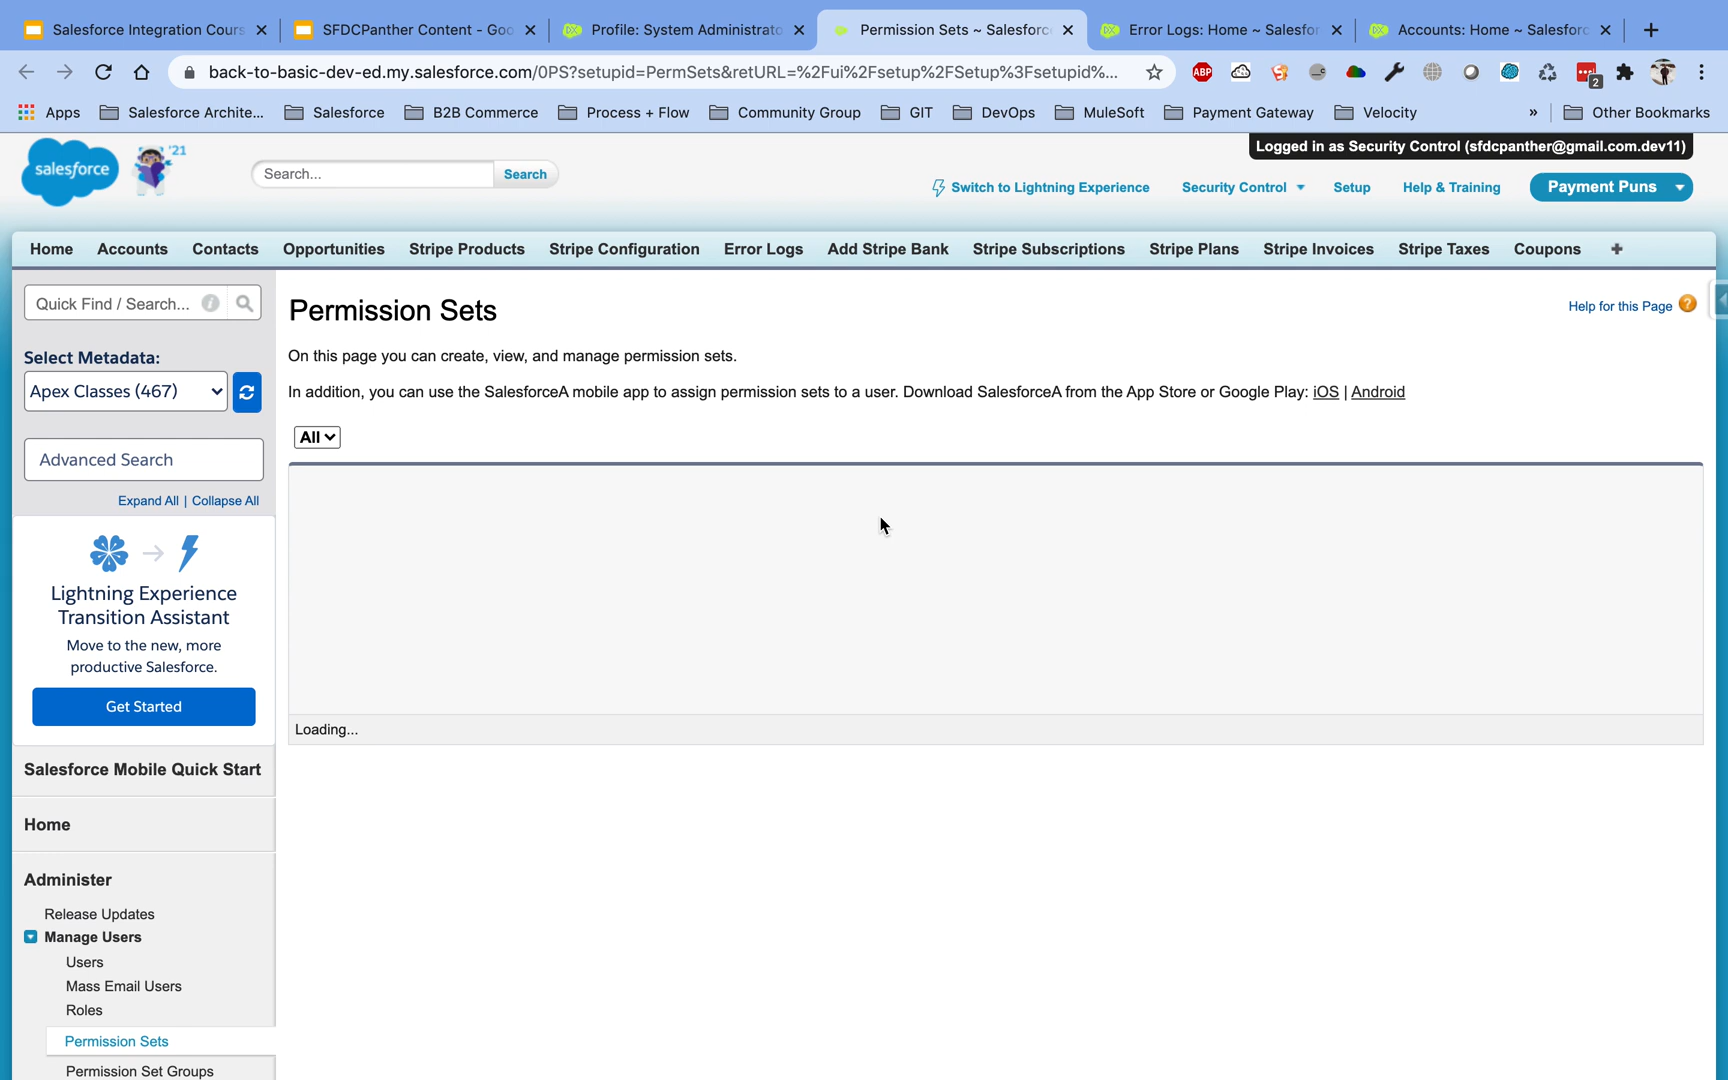 Salesforce Integration Cours
SFDCPanther Content - Goo
Profile: System Administrato
Permission Sets ~ Salesforc
Error Logs: Home ~ Salesfor
Accounts: Home ~ Salesforc
back-to-basic-dev-ed.my.salesforce.com/0PS?setupid=PermSets&retURL=%2Fui%2Fsetup%2FSetup%3Fsetupid%...
ABP
2
Apps
Salesforce Archite...
Salesforce
B2B Commerce
Process + Flow
Community Group
GIT
DevOps
MuleSoft
Payment Gateway
Velocity
»
Other Bookmarks
salesforce
'21
Search...
Search
Logged in as Security Control (sfdcpanther@gmail.com.dev11)
Switch to Lightning Experience
Security Control
Setup
Help & Training
Payment Puns
Home
Accounts
Contacts
Opportunities
Stripe Products
Stripe Configuration
Error Logs
Add Stripe Bank
Stripe Subscriptions
Stripe Plans
Stripe Invoices
Stripe Taxes
Coupons
+
Quick Find / Search...
Select Metadata:
Apex Classes (467)
Advanced Search
Expand All | Collapse All
Lightning Experience
Transition Assistant
Move to the new, more
productive Salesforce.
Get Started
Salesforce Mobile Quick Start
Home
Administer
Release Updates
Manage Users
Users
Mass Email Users
Roles
Permission Sets
Permission Set Groups
Permission Sets
Help for this Page
On this page you can create, view, and manage permission sets.
In addition, you can use the SalesforceA mobile app to assign permission sets to a user. Download SalesforceA from the App Store or Google Play: iOS | Android
All
Loading...